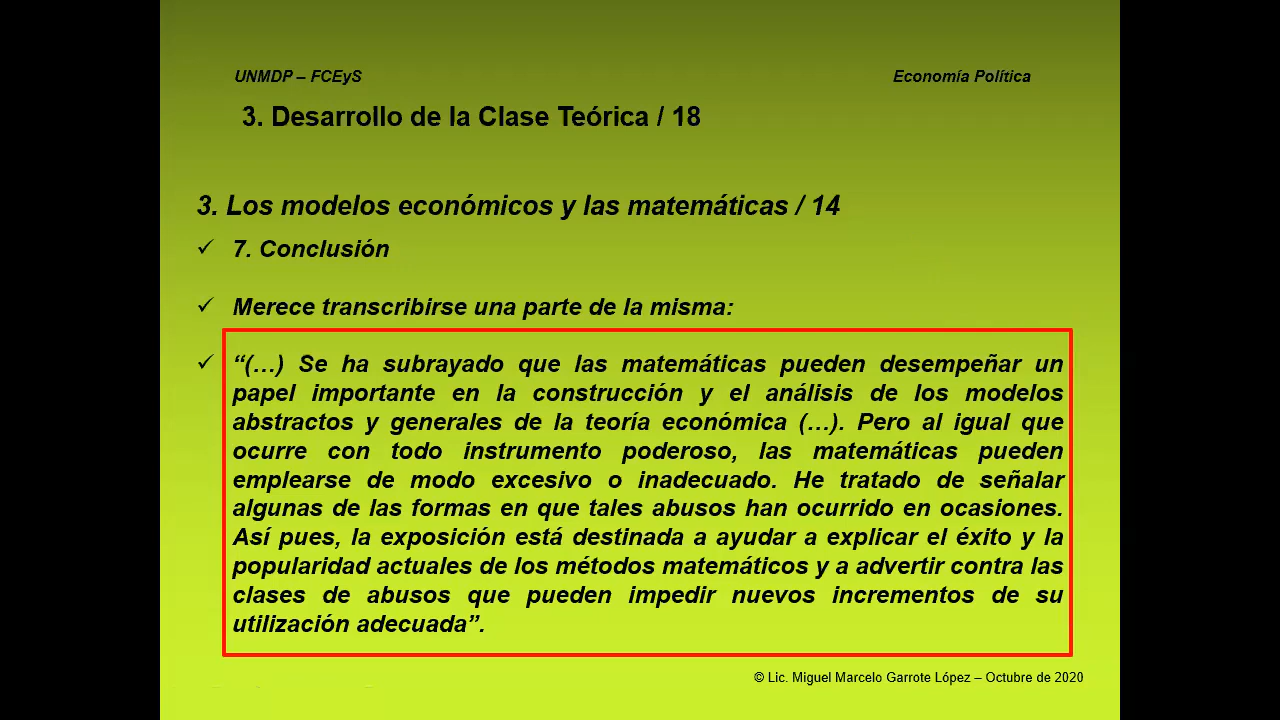 UNMDP – FCEyS
Economía Política
3. Desarrollo de la Clase Teórica / 18
3. Los modelos económicos y las matemáticas / 14
✓ 7. Conclusión
✓ Merece transcribirse una parte de la misma:
✓ “(…) Se ha subrayado que las matemáticas pueden desempeñar un
papel importante en la construcción y el análisis de los modelos
abstractos y generales de la teoría económica (…). Pero al igual que
ocurre con todo instrumento poderoso, las matemáticas pueden
emplearse de modo excesivo o inadecuado. He tratado de señalar
algunas de las formas en que tales abusos han ocurrido en ocasiones.
Así pues, la exposición está destinada a ayudar a explicar el éxito y la
popularidad actuales de los métodos matemáticos y a advertir contra las
clases de abusos que pueden impedir nuevos incrementos de su
utilización adecuada”.
© Lic. Miguel Marcelo Garrote López – Octubre de 2020